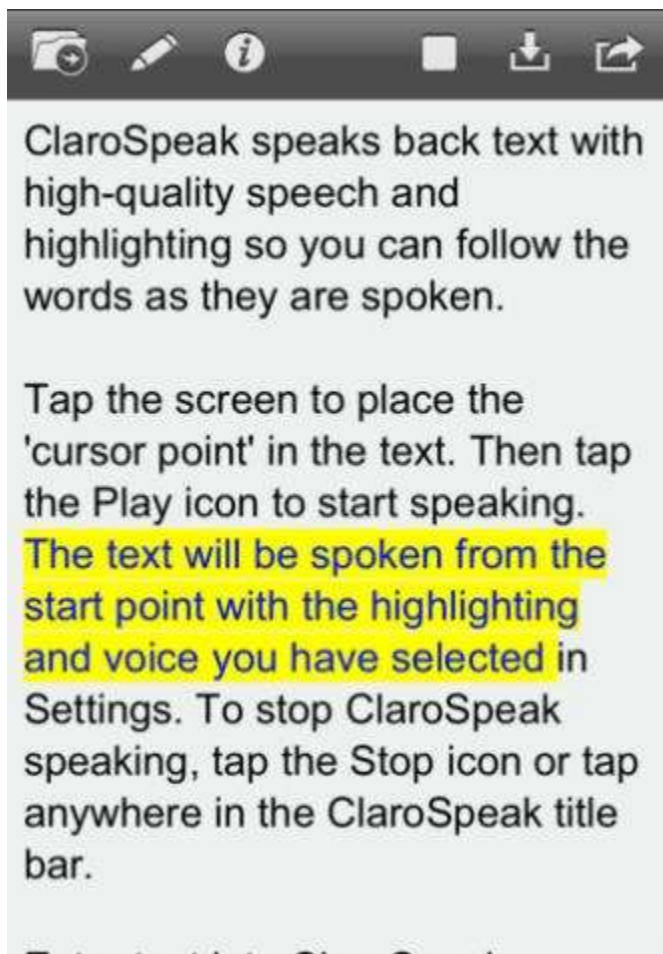 ClaroSpeak speaks back text with
high-quality speech and
highlighting so you can follow the
words as they are spoken.
Tap the screen to place the
'cursor point' in the text. Then tap
the Play icon to start speaking.
The text will be spoken from the
start point with the highlighting
and voice you have selected in
Settings. To stop ClaroSpeak
speaking, tap the Stop icon or tap
anywhere in the ClaroSpeak title
bar.